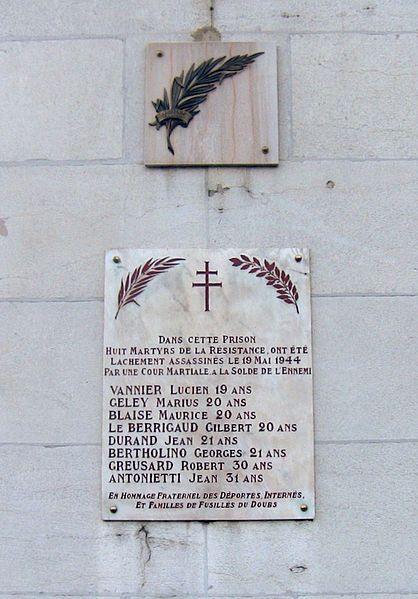 Dans cette Prison
Huit Martyrs de la Résistance, ont été
Lachement assassinés le 19 Mai 1944
Par une Cour Martiale, a la Solde de l'Ennemi
VANNIER Lucien 19 ans
GELEY Marius 20 ans
BLAISE Maurice 20 ans
LE BERRIGAUD Gilbert 20 ans
DURAND Jean 21 ans
BERTHOLINO Georges 21 ans
GREUSARD Robert 30 ans
ANTONIETTI Jean 31 ans
En Hommage Fraternel des Déportes, Internés,
Et Familles de Fusillés du Doubs